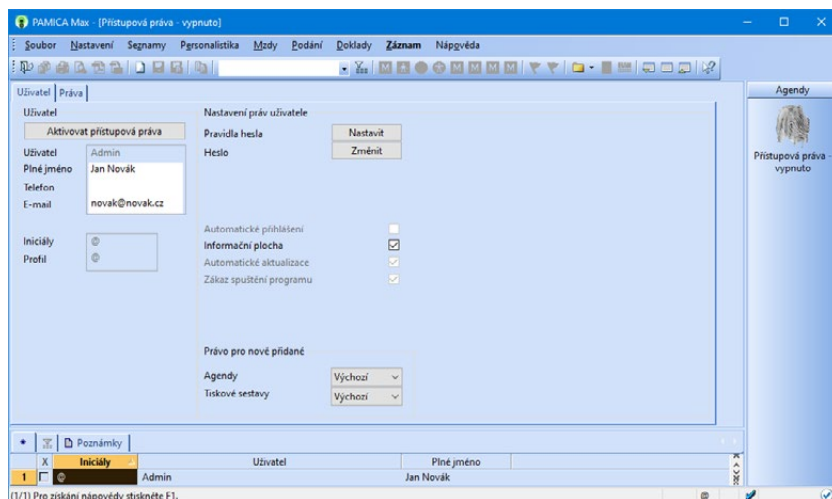 PAMICA Max - [Přístupová práva - vypnuto]
Soubor Nastavení Seznamy Personalistika Mzdy Podání Doklady Záznam Nápověda
Uživatel Práva
Agendy
Uživatel Nastavení práv uživatele
Aktivovat přístupová práva Pravidla hesla Nastavit
Heslo Změnit
Uživatel Admin
Plné jméno Jan Novák
Telefon
E-mail novak@novak.cz
Přístupová práva - vypnuto
Automatické přihlášení
Iniciály @ Informační plocha
Profil @ Automatické aktualizace
Zákaz spuštění programu
Právo pro nově přidané
Agendy Výchozí
Tiskové sestavy Výchozí
Poznámky
X Iniciály Uživatel Plné jméno
1 @ Admin Jan Novák
(1/1) Pro získání nápovědy stiskněte F1. @